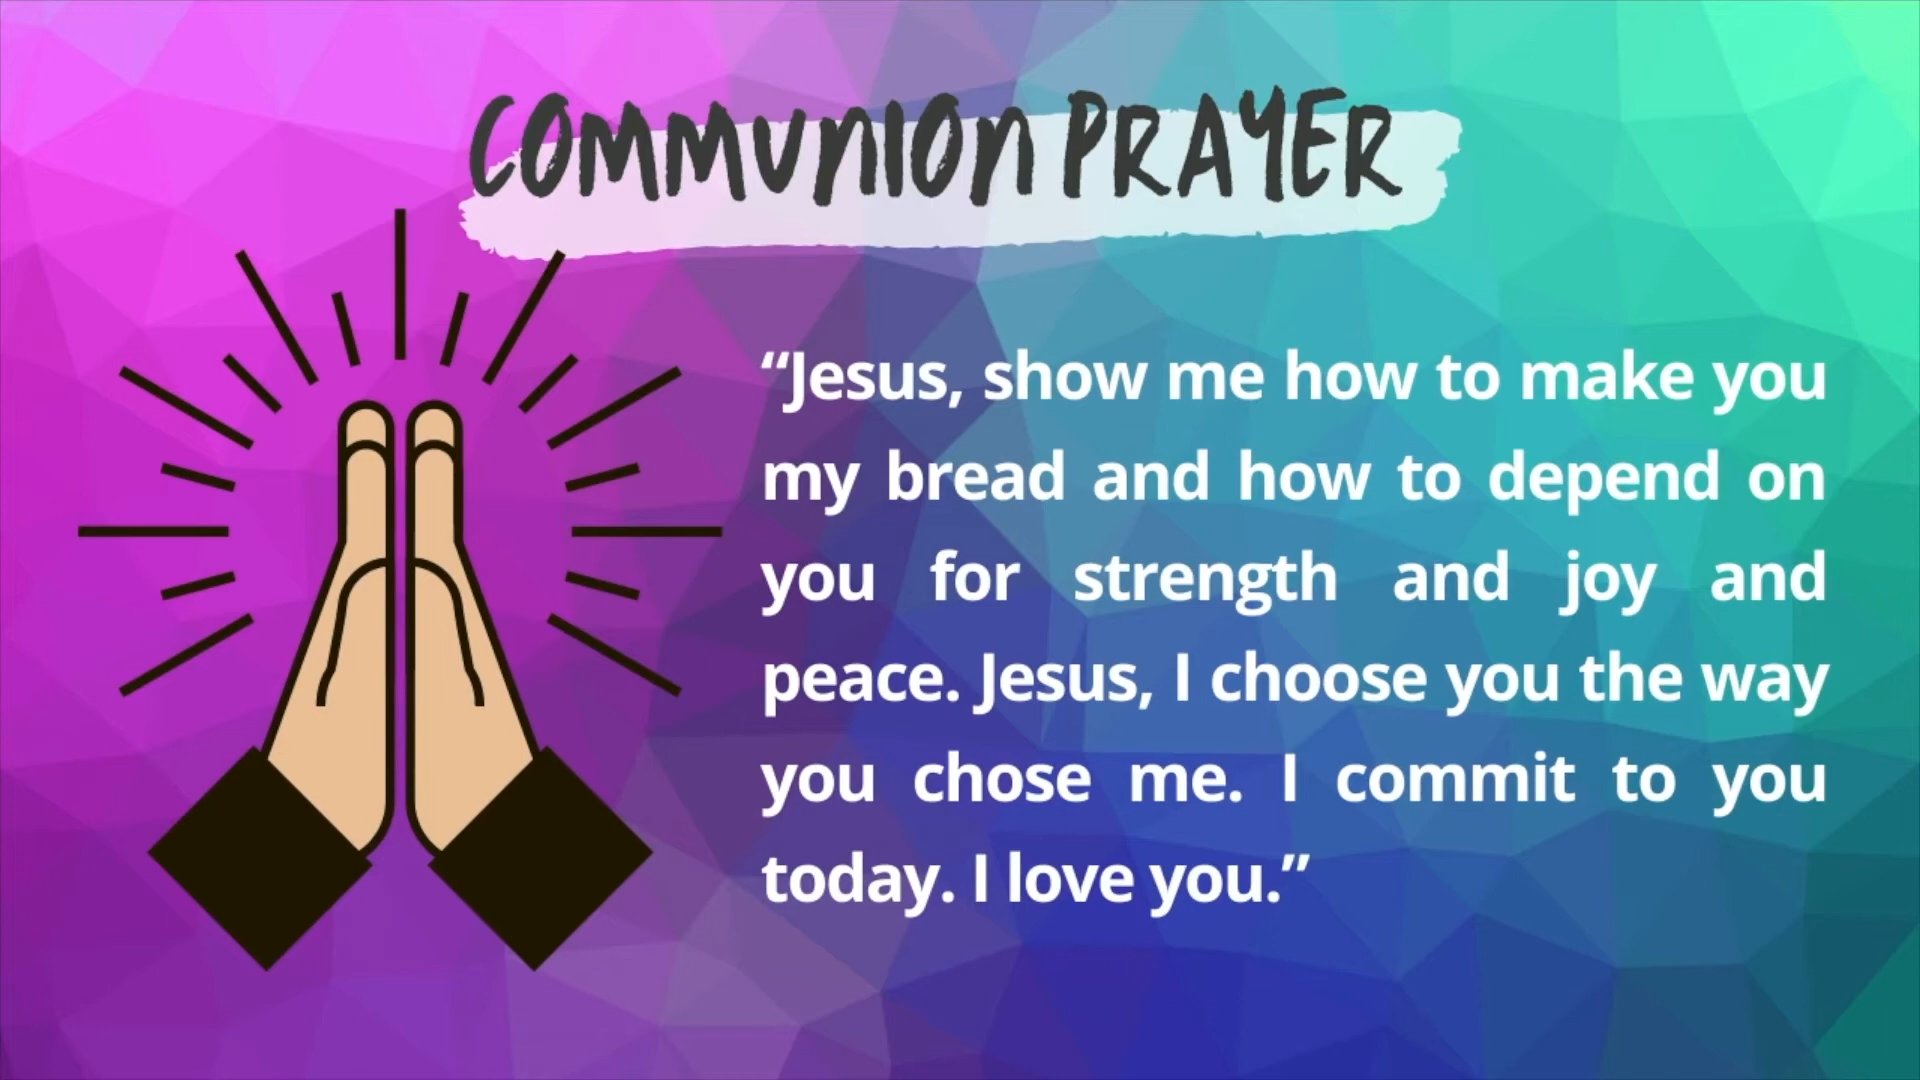 COMMUNION PRAYER
“Jesus, show me how to make you
my bread and how to depend on
you for strength and joy and
peace. Jesus, I choose you the way
you chose me. I commit to you
today. I love you.”